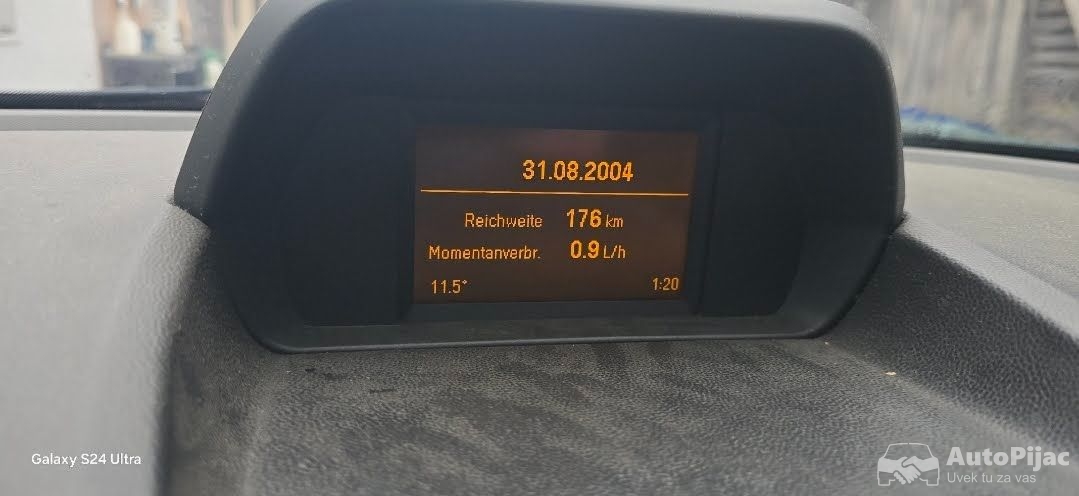 31.08.2004
Reichweite 176 km
Momentanverbr. 0.9 L/h
11.5° 1:20
Galaxy S24 Ultra
AutoPijac
Uvek tu za vas